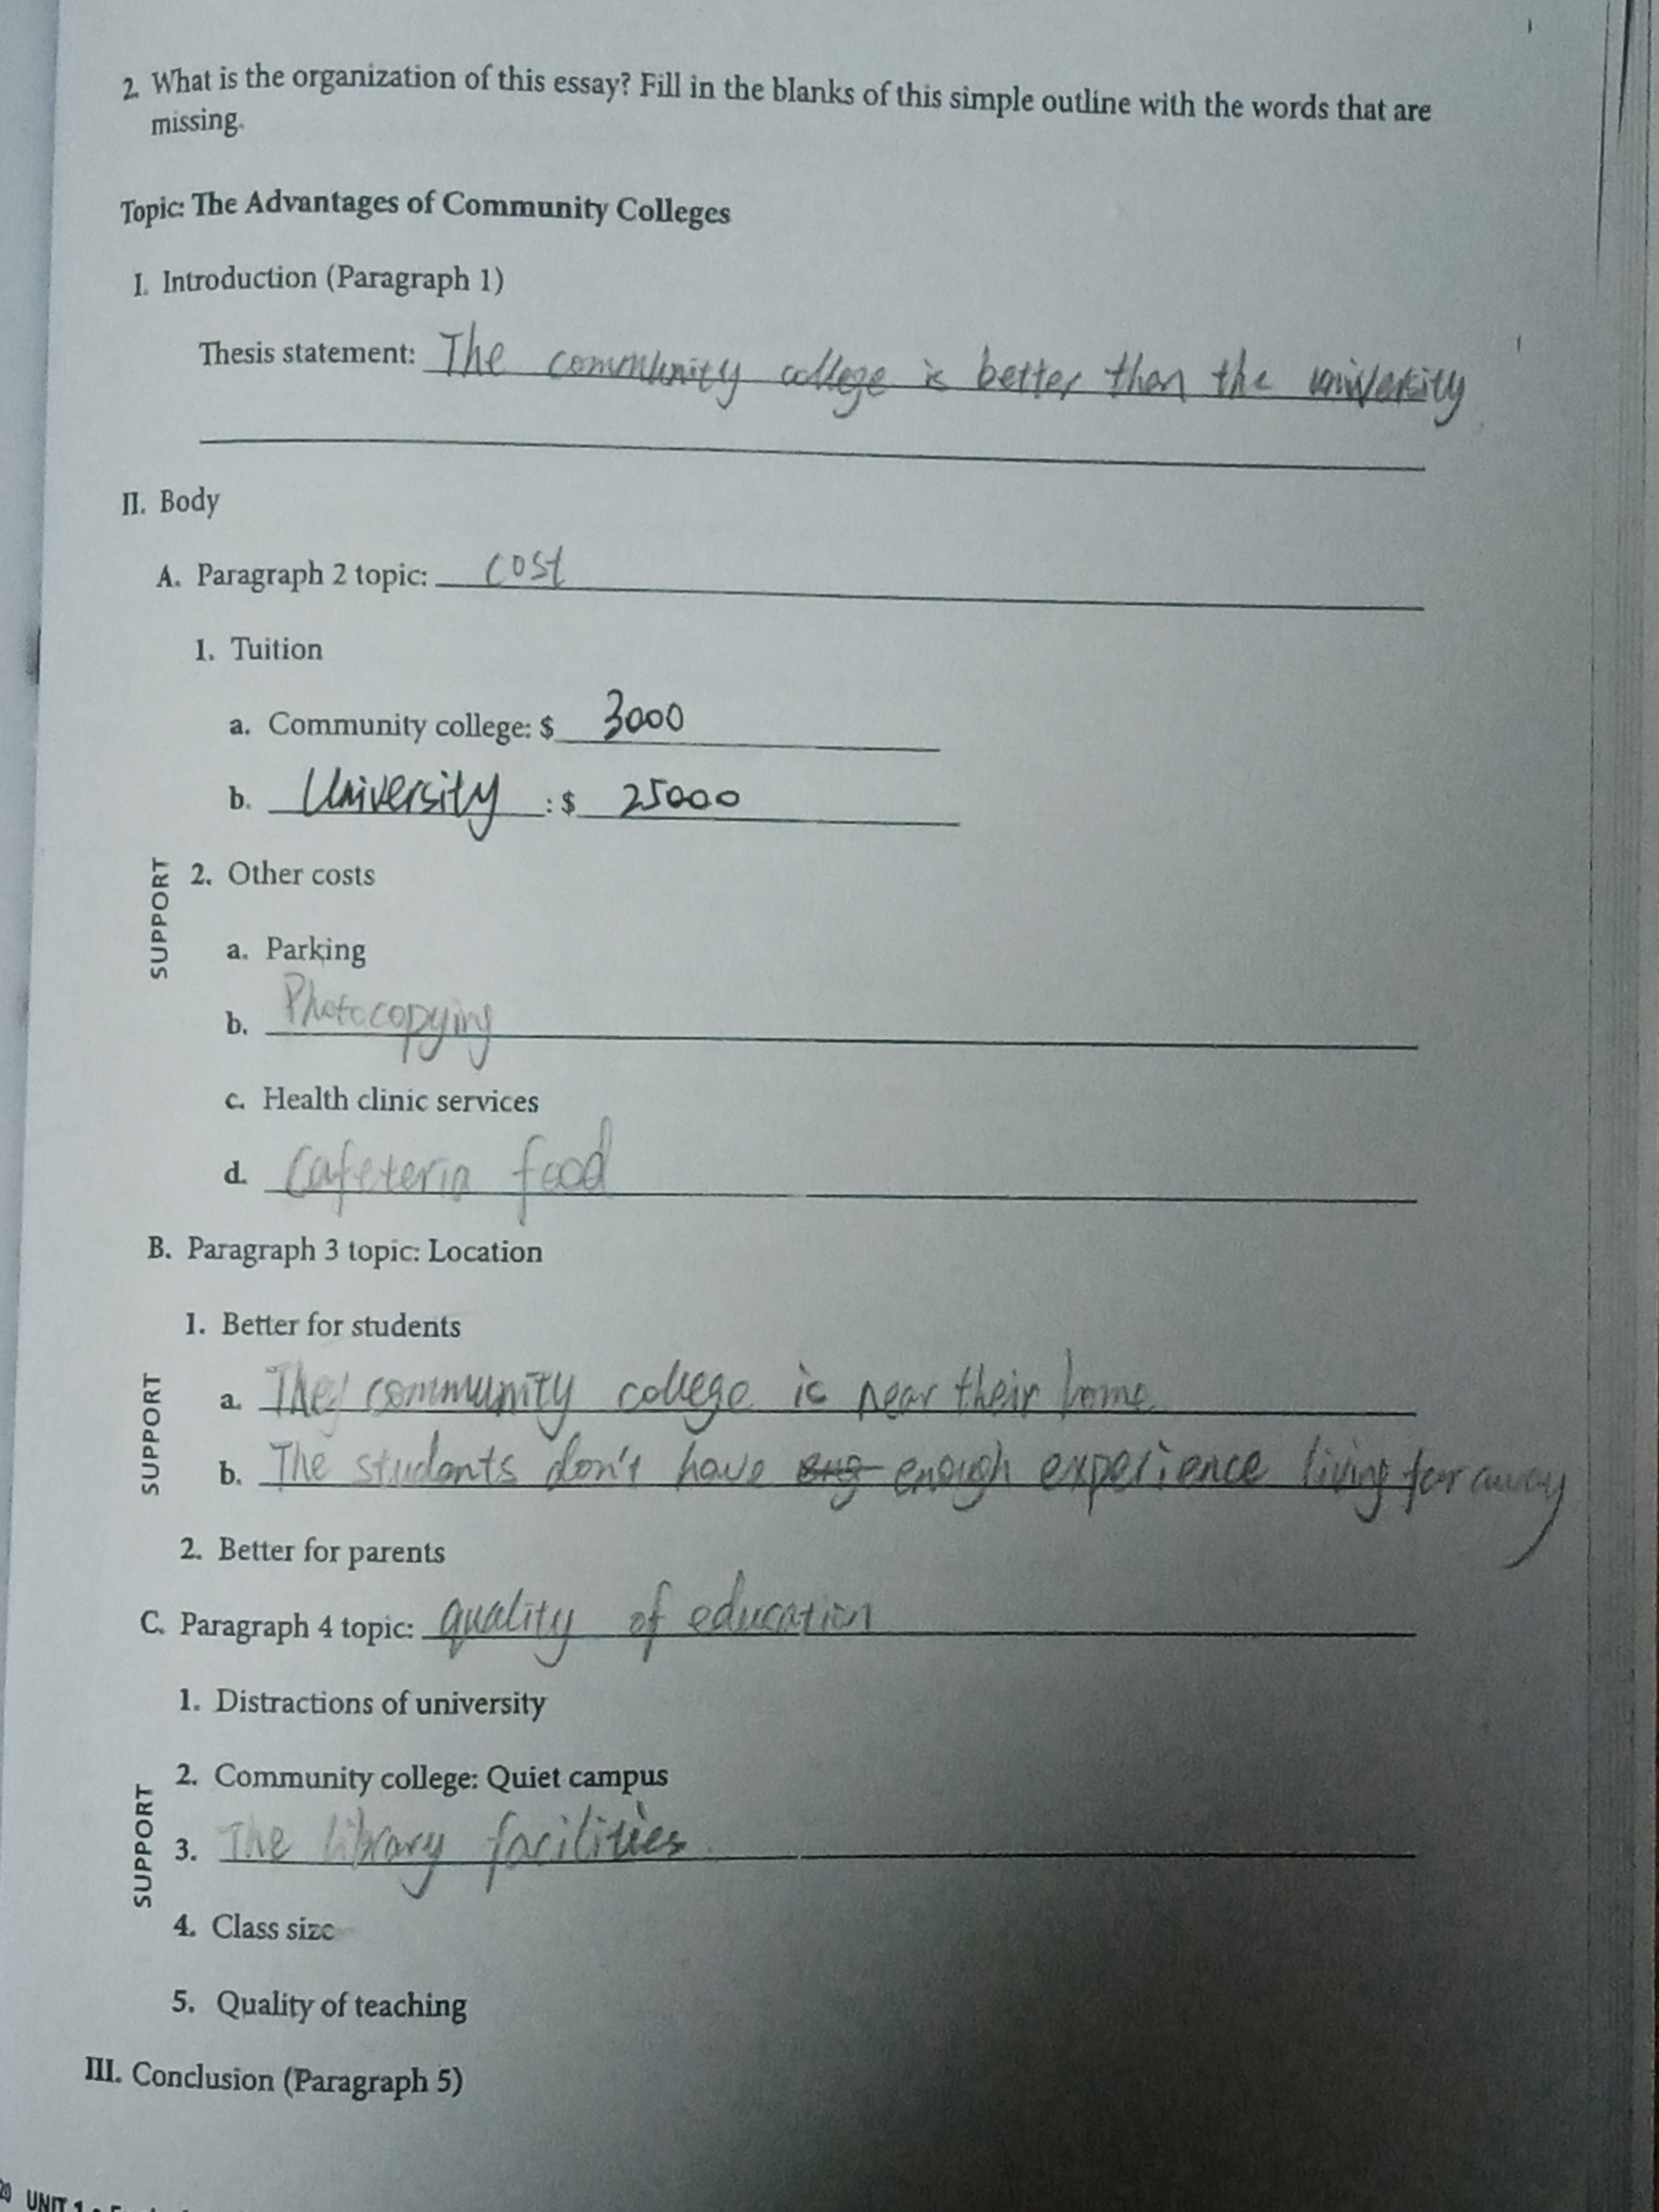 2. What is the organization of this essay? Fill in the blanks of this simple outline with the words that are
missing.
Topic: The Advantages of Community Colleges
I. Introduction (Paragraph 1)
Thesis statement: The community college is better than the university
II. Body
A. Paragraph 2 topic: cost
1. Tuition
a. Community college: $ 3000
b. University : $ 25000
SUPPORT
2. Other costs
a. Parking
b. Photocopying
c. Health clinic services
d. Cafeteria food
B. Paragraph 3 topic: Location
1. Better for students
SUPPORT
a. They community college is near their home
b. The students don't have enough experience living far away
2. Better for parents
C. Paragraph 4 topic: quality of education
1. Distractions of university
2. Community college: Quiet campus
SUPPORT
3. The library facilities.
4. Class size
5. Quality of teaching
III. Conclusion (Paragraph 5)
20 UNIT 1 •